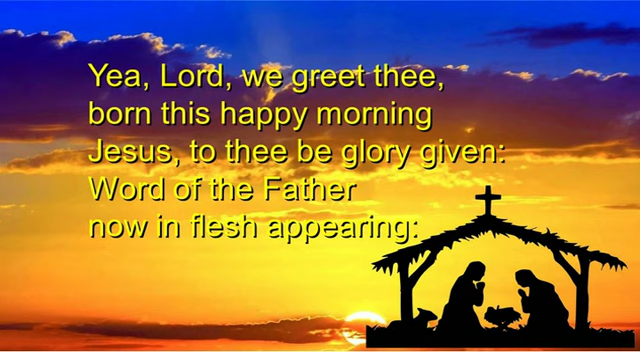 Yea, Lord, we greet thee,
born this happy morning
Jesus, to thee be glory given:
Word of the Father
now in flesh appearing: